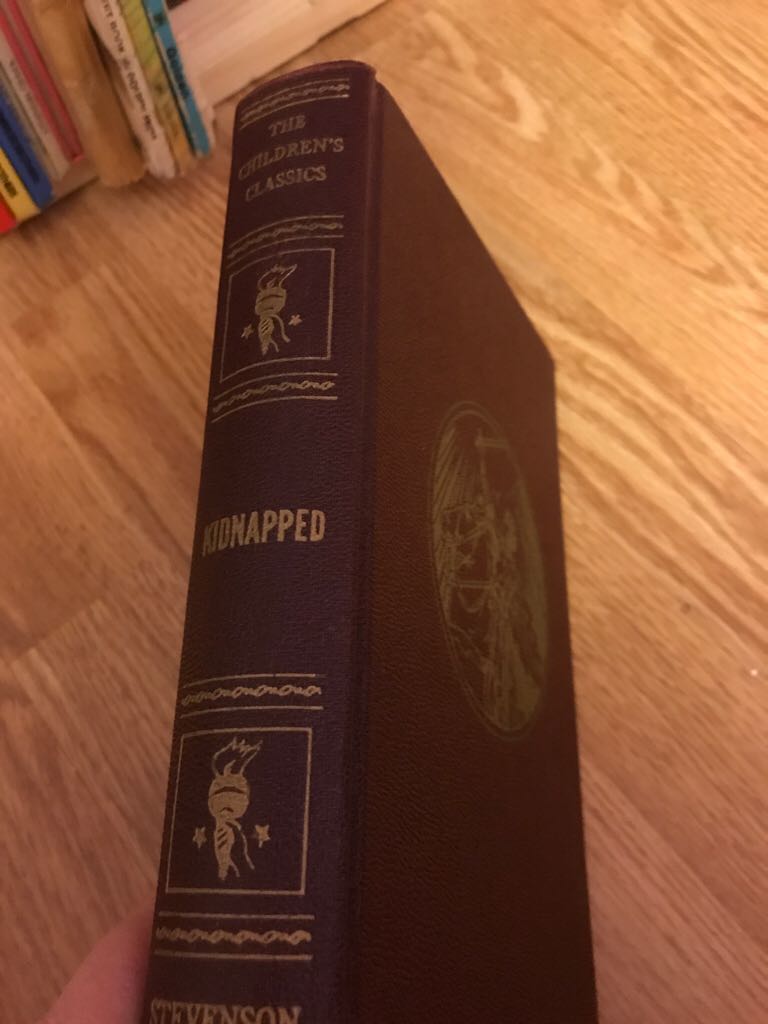 THE
CHILDREN'S
CLASSICS
KIDNAPPED
STEVENSON